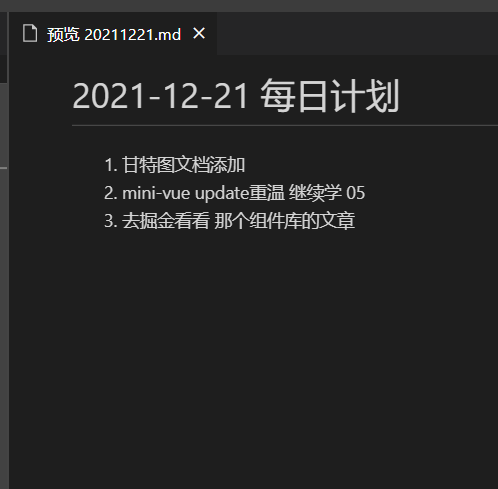 预览 20211221.md
2021-12-21 每日计划
1. 甘特图文档添加
2. mini-vue update重温 继续学 05
3. 去掘金看看 那个组件库的文章